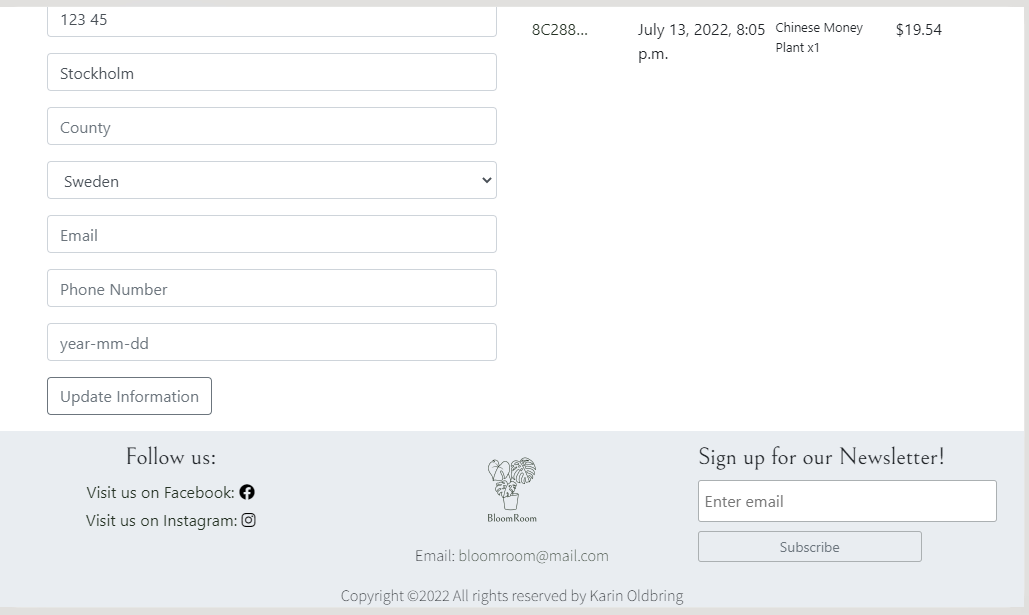 123 45
Stockholm
County
Sweden
Email
Phone Number
year-mm-dd
Update Information
8C288...
July 13, 2022, 8:05
p.m.
Chinese Money
Plant x1
$19.54
Follow us:
Visit us on Facebook:
Visit us on Instagram:
BloomRoom
Email: bloomroom@mail.com
Sign up for our Newsletter!
Enter email
Subscribe
Copyright ©2022 All rights reserved by Karin Oldbring